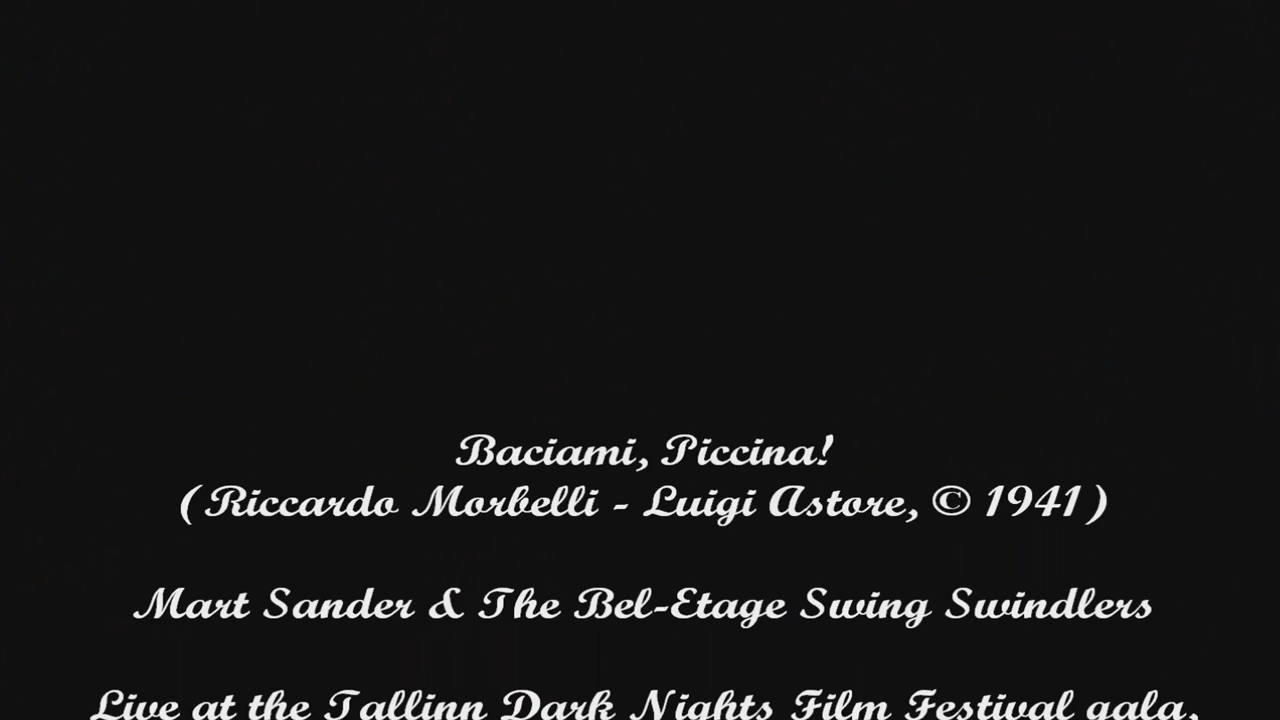 Baciami, Piccina!
(Riccardo Morbelli - Luigi Astore, © 1941)
Mart Sander & The Bel-Etage Swing Swindlers
Live at the Tallinn Dark Nights Film Festival gala,